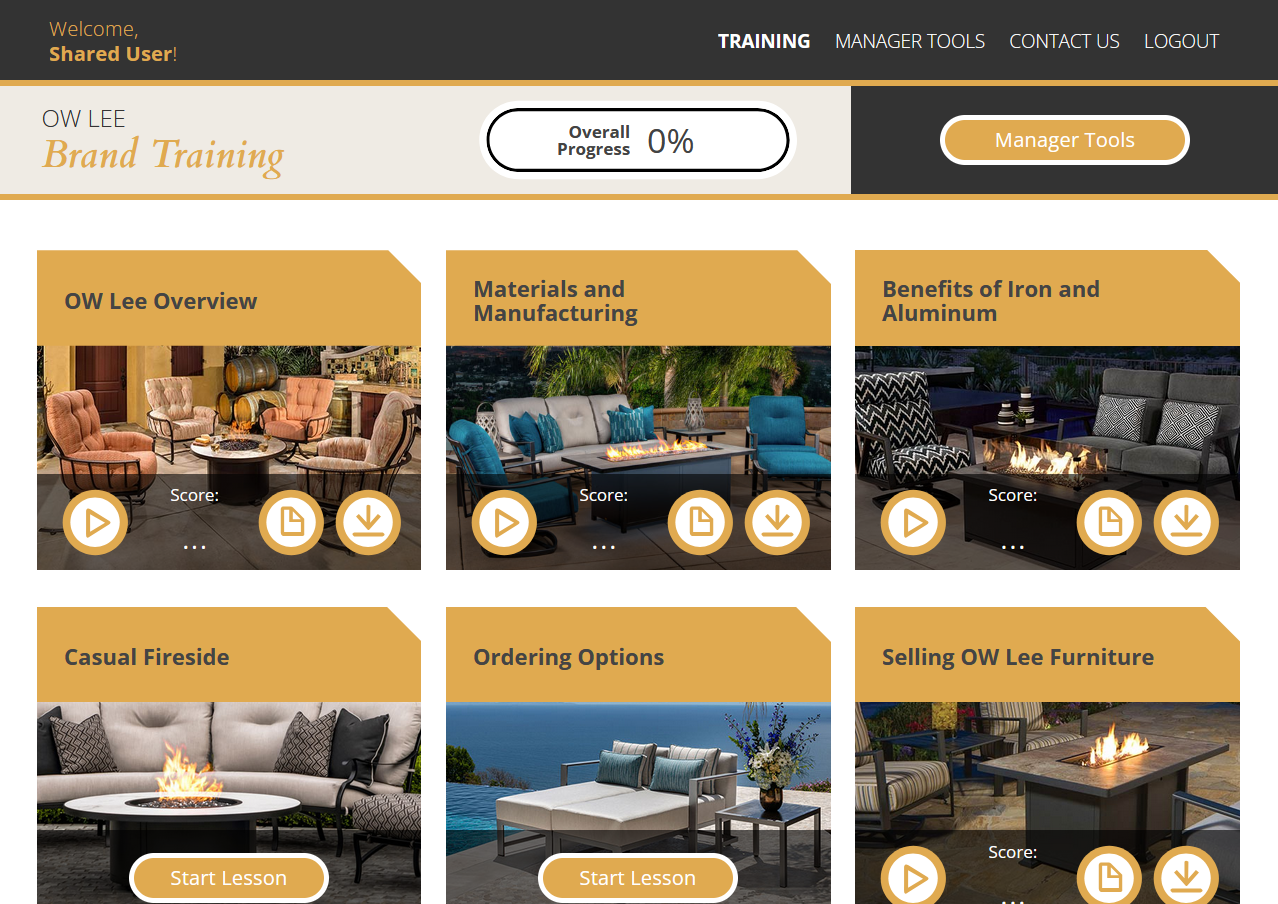 Welcome,
Shared User!
TRAINING MANAGER TOOLS CONTACT US LOGOUT
OW LEE
Brand Training
Overall
Progress
0%
Manager Tools
OW Lee Overview
Materials and
Manufacturing
Benefits of Iron and
Aluminum
Score:
...
Score:
...
Score:
...
Casual Fireside
Ordering Options
Selling OW Lee Furniture
Start Lesson
Start Lesson
Score:
...